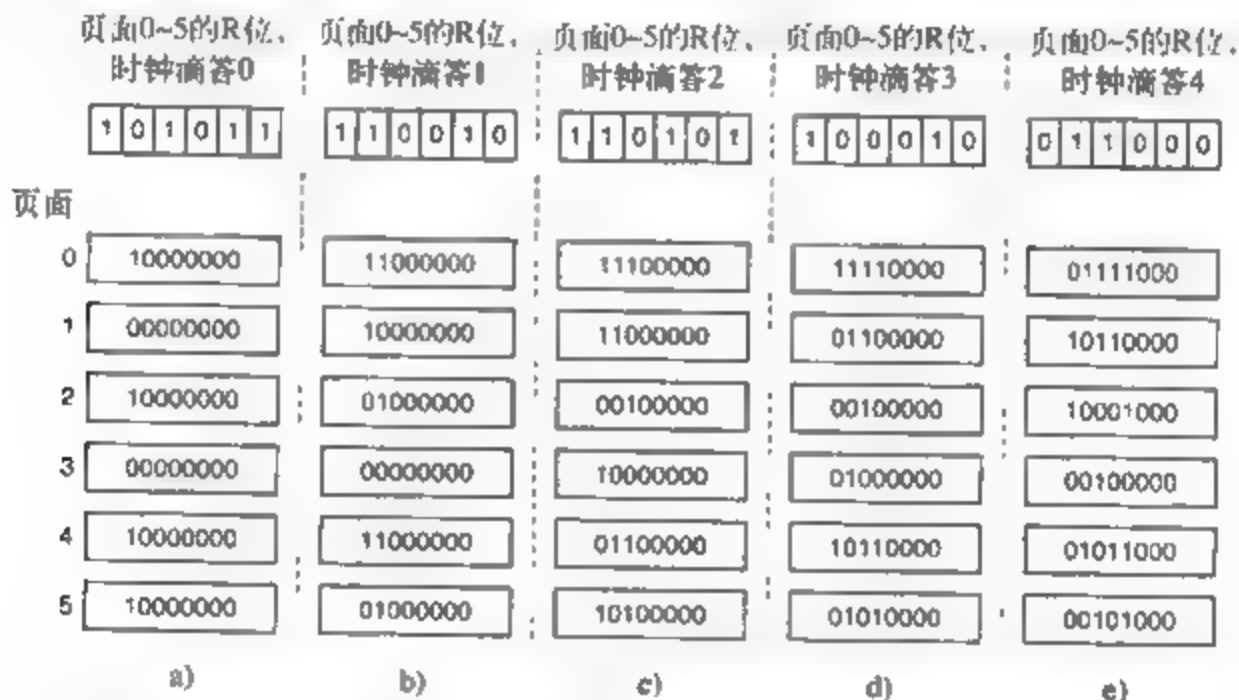 页面0~5的R位, 页面0~5的R位, 页面0~5的R位, 页面0~5的R位, 页面0~5的R位,
时钟滴答0 时钟滴答1 时钟滴答2 时钟滴答3 时钟滴答4
1 0 1 0 1 1 1 1 0 0 1 0 1 1 0 1 0 1 1 0 0 0 1 0 0 1 1 0 0 0
页面
0 10000000 11000000 11100000 11110000 01111000
1 00000000 10000000 11000000 01100000 10110000
2 10000000 01000000 00100000 00100000 10001000
3 00000000 00000000 10000000 01000000 00100000
4 10000000 11000000 01100000 10110000 01011000
5 10000000 01000000 10100000 01010000 00101000
a) b) c) d) e)